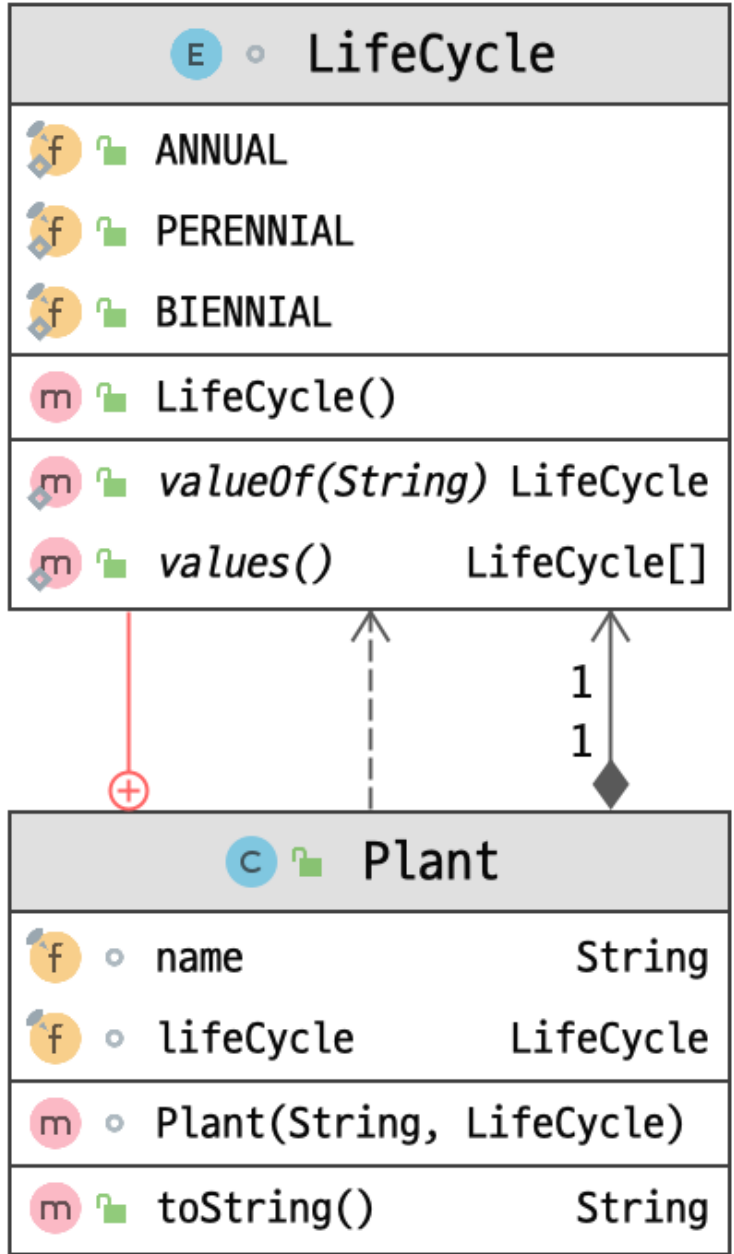 E LifeCycle
f ANNUAL
f PERENNIAL
f BIENNIAL
m LifeCycle()
m valueOf(String) LifeCycle
m values() LifeCycle[]
1
1
C Plant
f name String
f lifeCycle LifeCycle
m Plant(String, LifeCycle)
m toString() String